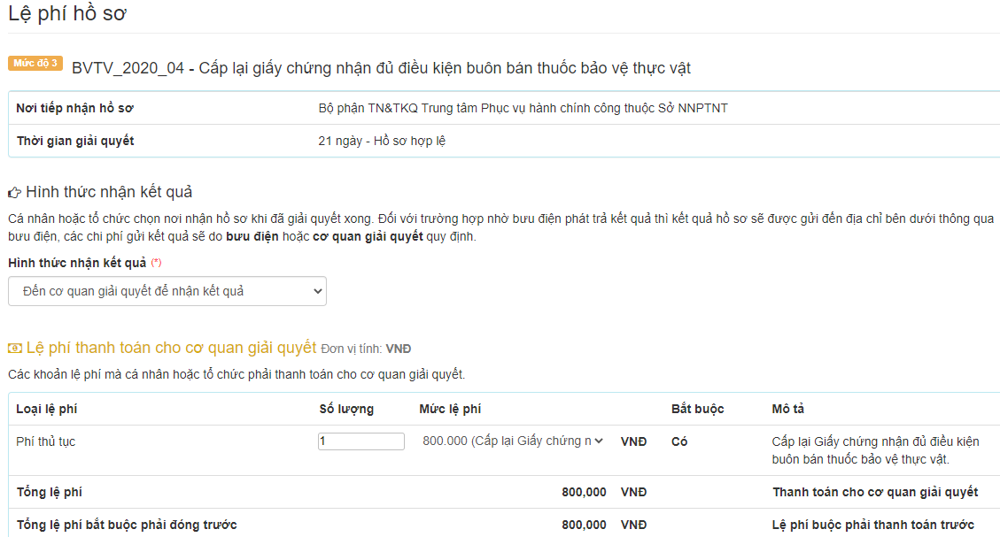 Lệ phí hồ sơ
Mức độ 3 BVTV_2020_04 - Cấp lại giấy chứng nhận đủ điều kiện buôn bán thuốc bảo vệ thực vật
Nơi tiếp nhận hồ sơ Bộ phận TN&TKQ Trung tâm Phục vụ hành chính công thuộc Sở NNPTNT
Thời gian giải quyết 21 ngày - Hồ sơ hợp lệ
Hình thức nhận kết quả
Cá nhân hoặc tổ chức chọn nơi nhận hồ sơ khi đã giải quyết xong. Đối với trường hợp nhờ bưu điện phát trả kết quả thì kết quả hồ sơ sẽ được gửi đến địa chỉ bên dưới thông qua
bưu điện, các chi phí gửi kết quả sẽ do bưu điện hoặc cơ quan giải quyết quy định.
Hình thức nhận kết quả (*)
Đến cơ quan giải quyết để nhận kết quả
Lệ phí thanh toán cho cơ quan giải quyết Đơn vị tính: VNĐ
Các khoản lệ phí mà cá nhân hoặc tổ chức phải thanh toán cho cơ quan giải quyết.
Loại lệ phí Số lượng Mức lệ phí Bắt buộc Mô tả
Phí thủ tục 1 800.000 (Cấp lại Giấy chứng n VNĐ Có Cấp lại Giấy chứng nhận đủ điều kiện
buôn bán thuốc bảo vệ thực vật.
Tổng lệ phí 800,000 VNĐ Thanh toán cho cơ quan giải quyết
Tổng lệ phí bắt buộc phải đóng trước 800,000 VNĐ Lệ phí buộc phải thanh toán trước